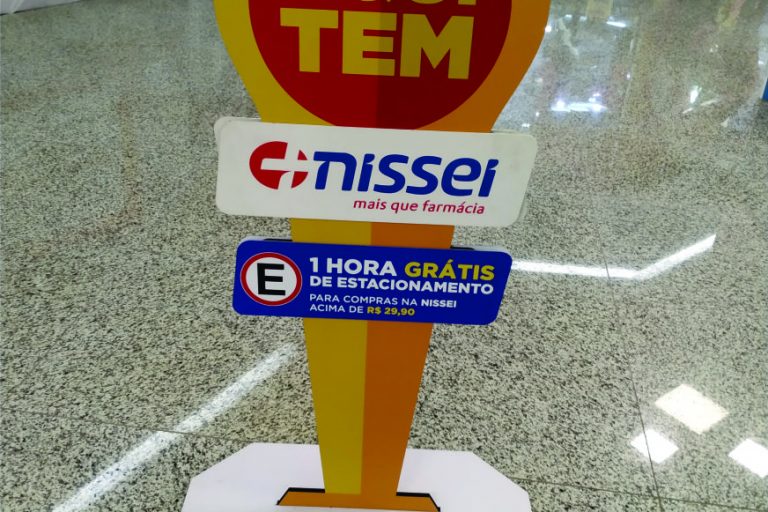 TEM
nissei
mais que farmácia
E
1 HORA GRÁTIS
DE ESTACIONAMENTO
PARA COMPRAS NA NISSEI
ACIMA DE R$ 29,90